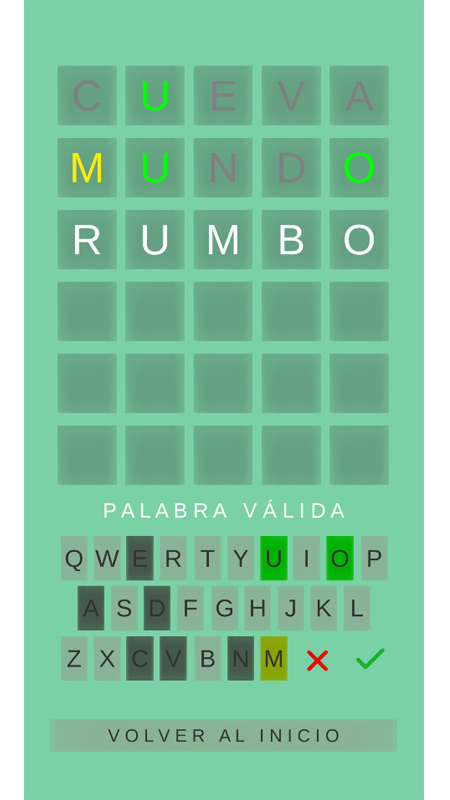 C U E V A
M U N D O
R U M B O
PALABRA VÁLIDA
Q W E R T Y U I O P
A S D F G H J K L
Z X C V B N M
VOLVER AL INICIO